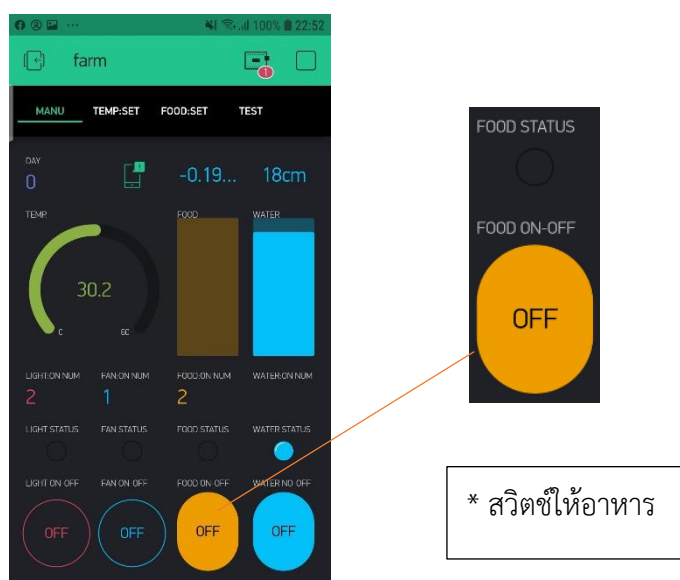 100% 22:52
farm
1
MANU TEMP:SET FOOD:SET TEST
DAY
0 -0.19... 18cm
TEMP. FOOD WATER
30.2
C 60
LIGHT:ON NUM FAN:ON NUM FOOD:ON NUM WATER:ON NUM
2 1 2
LIGHT STATUS FAN STATUS FOOD STATUS WATER STATUS
LIGHT ON-OFF FAN ON-OFF FOOD ON-OFF WATER NO-OFF
OFF OFF OFF OFF
FOOD STATUS
FOOD ON-OFF
OFF
* สวิตช์ให้อาหาร